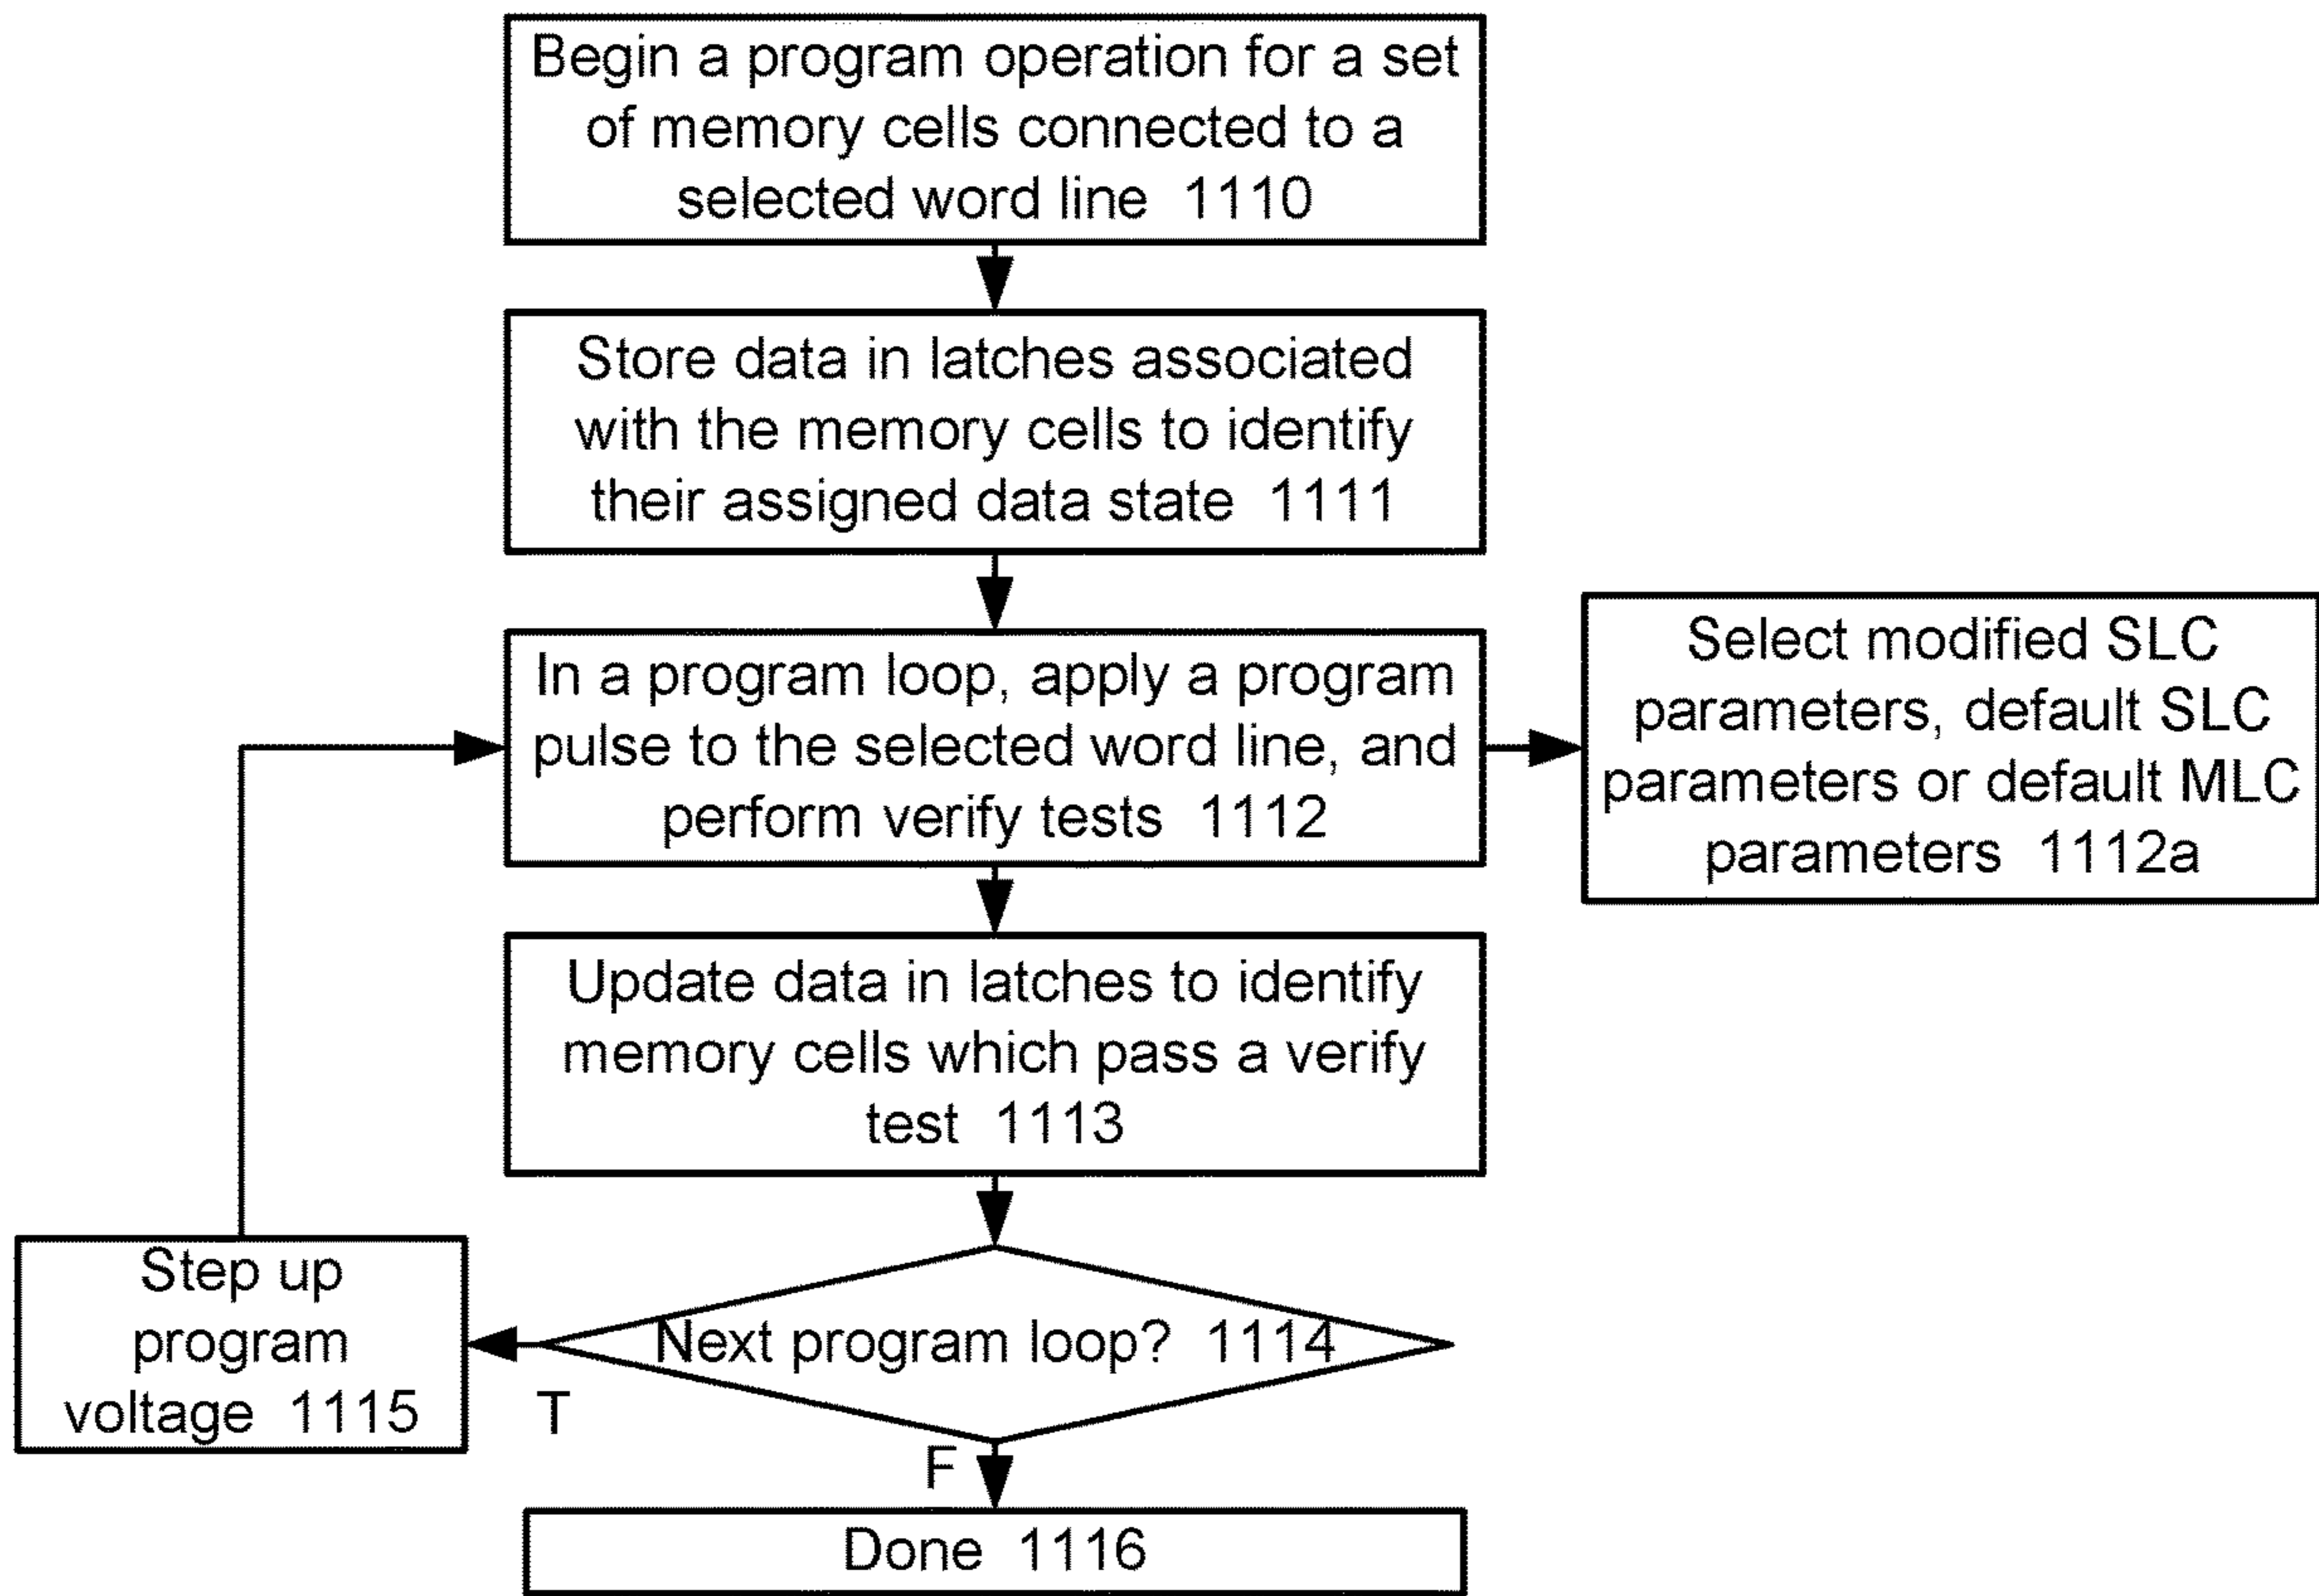 Begin a program operation for a set
of memory cells connected to a
selected word line 1110
Store data in latches associated
with the memory cells to identify
their assigned data state 1111
In a program loop, apply a program
pulse to the selected word line, and
perform verify tests 1112
Select modified SLC
parameters, default SLC
parameters or default MLC
parameters 1112a
Update data in latches to identify
memory cells which pass a verify
test 1113
Next program loop? 1114
T
Step up
program
voltage 1115
F
Done 1116